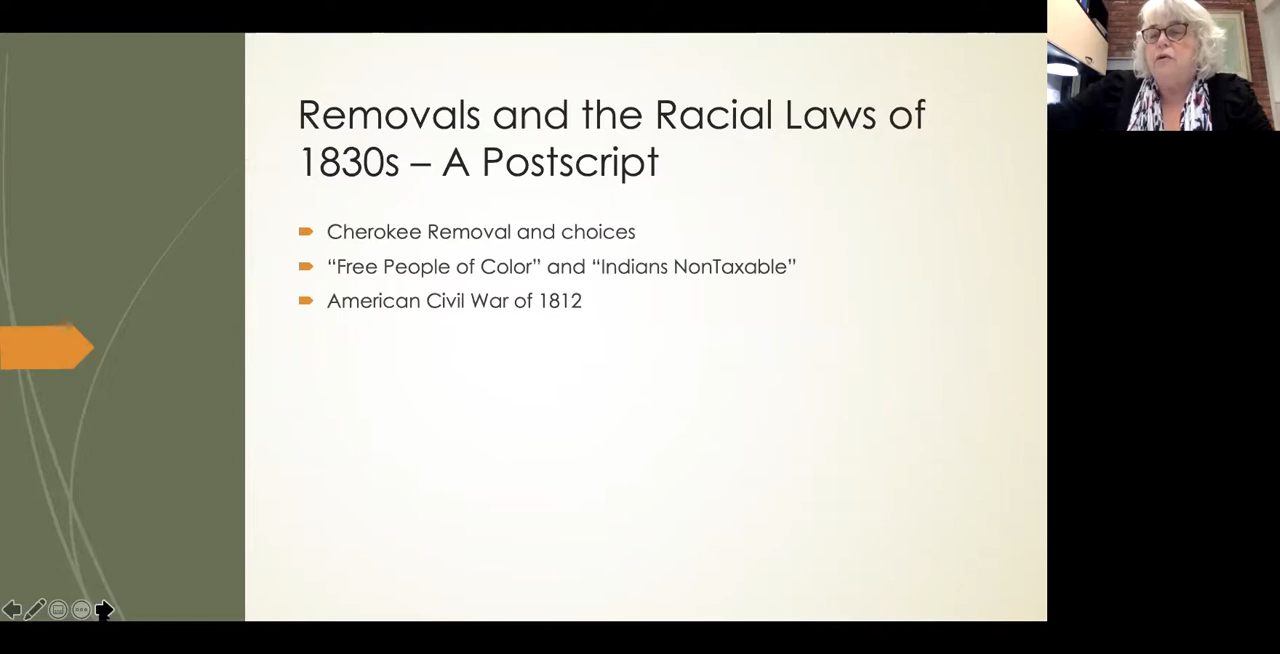 Removals and the Racial Laws of
1830s – A Postscript
Cherokee Removal and choices
“Free People of Color” and “Indians NonTaxable”
American Civil War of 1812